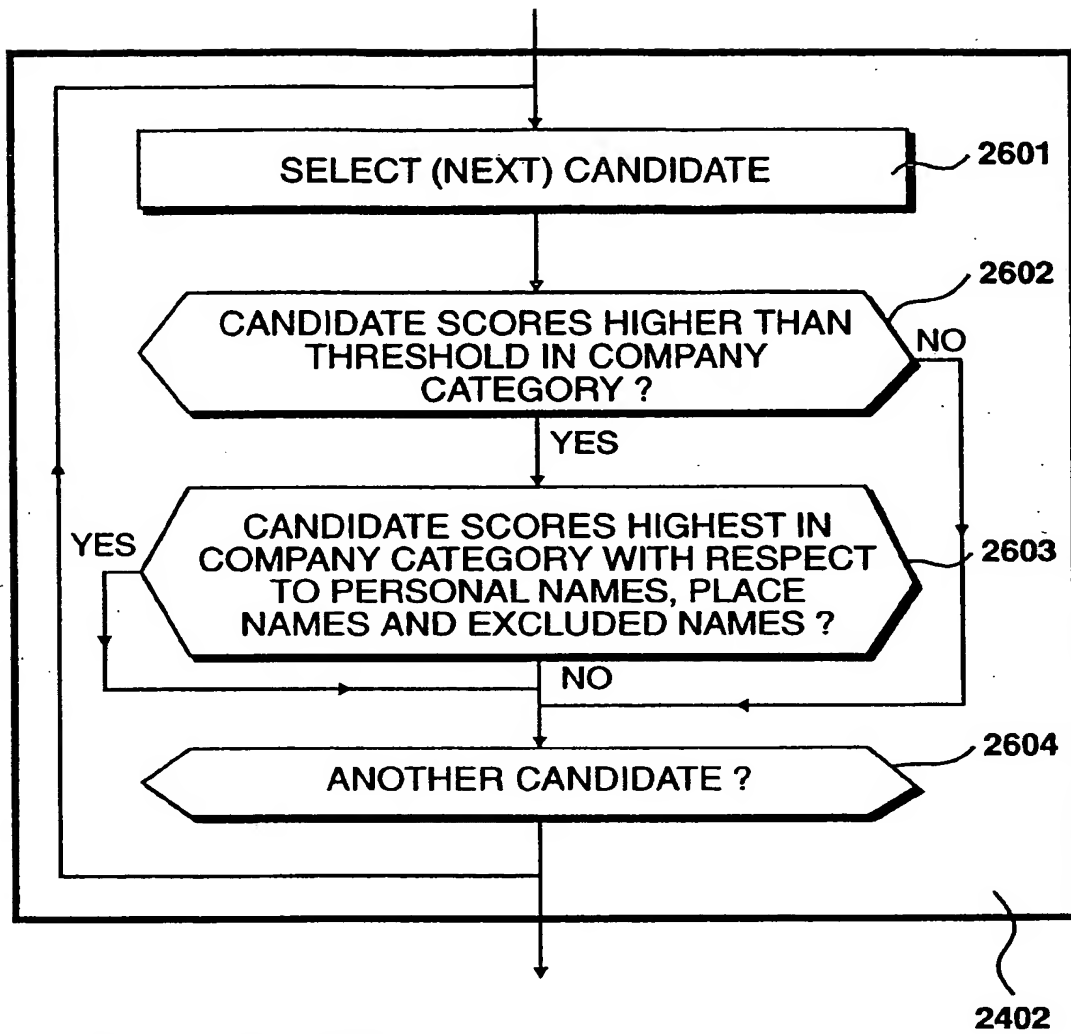 SELECT (NEXT) CANDIDATE
2601
2602
CANDIDATE SCORES HIGHER THAN
THRESHOLD IN COMPANY
CATEGORY ?
NO
YES
CANDIDATE SCORES HIGHEST IN
COMPANY CATEGORY WITH RESPECT
TO PERSONAL NAMES, PLACE
NAMES AND EXCLUDED NAMES ?
YES
2603
NO
2604
ANOTHER CANDIDATE ?
2402